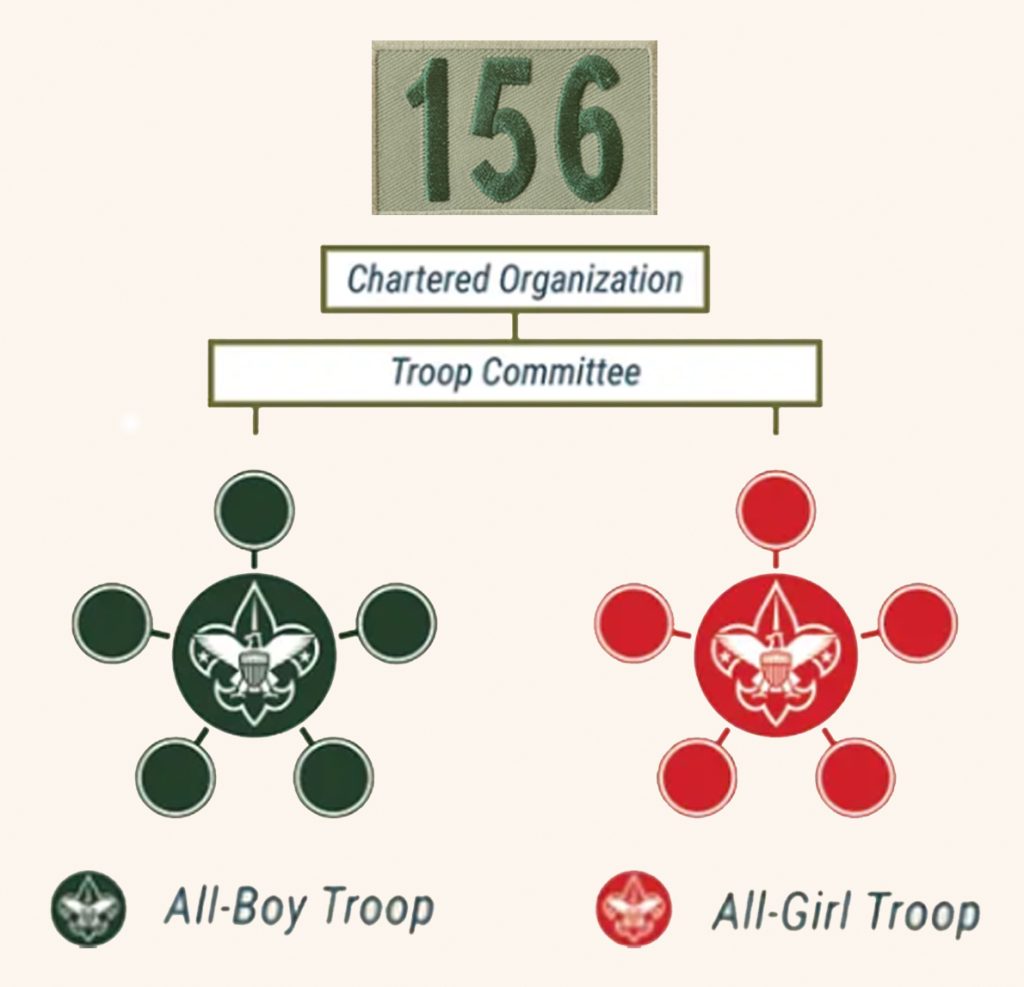 156
Chartered Organization
Troop Committee
All-Boy Troop
All-Girl Troop